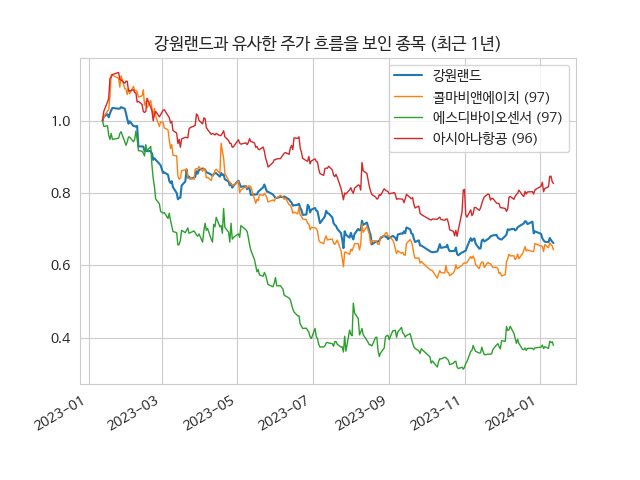 강원랜드과 유사한 주가 흐름을 보인 종목 (최근 1년)
강원랜드
콜마비앤에이치 (97)
에스디바이오센서 (97)
아시아나항공 (96)
1.0
0.8
0.6
0.4
2023-01
2023-03
2023-05
2023-07
2023-09
2023-11
2024-01